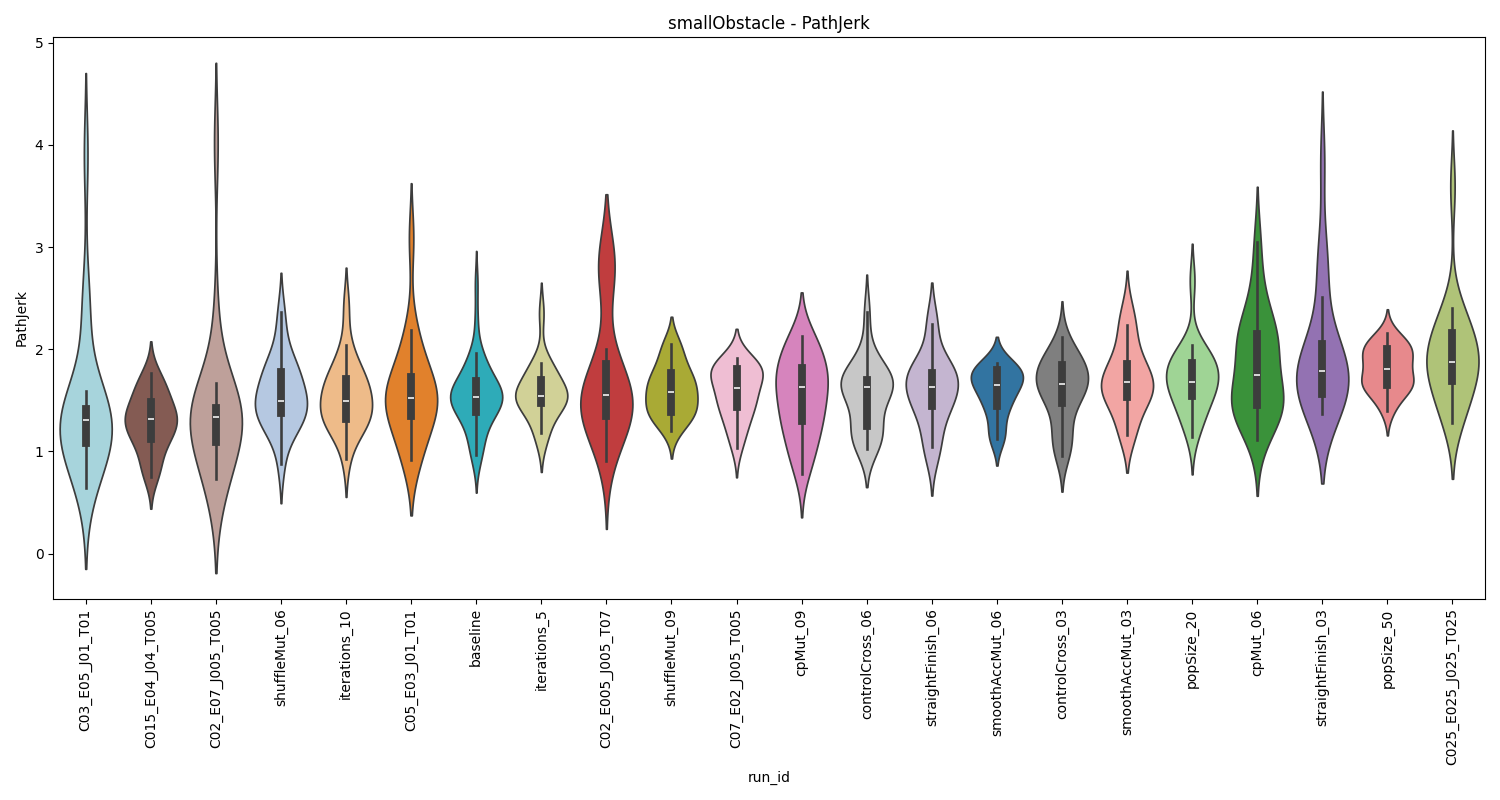 smallObstacle - PathJerk
PathJerk
5
4
3
2
1
0
C03_E05_J01_T01
C015_E04_J04_T005
C02_E07_J005_T005
shuffleMut_06
iterations_10
C05_E03_J01_T01
baseline
iterations_5
C02_E005_J005_T07
shuffleMut_09
C07_E02_J005_T005
cpMut_09
controlCross_06
straightFinish_06
smoothAccMut_06
controlCross_03
smoothAccMut_03
popSize_20
cpMut_06
straightFinish_03
popSize_50
C025_E025_J025_T025
run_id